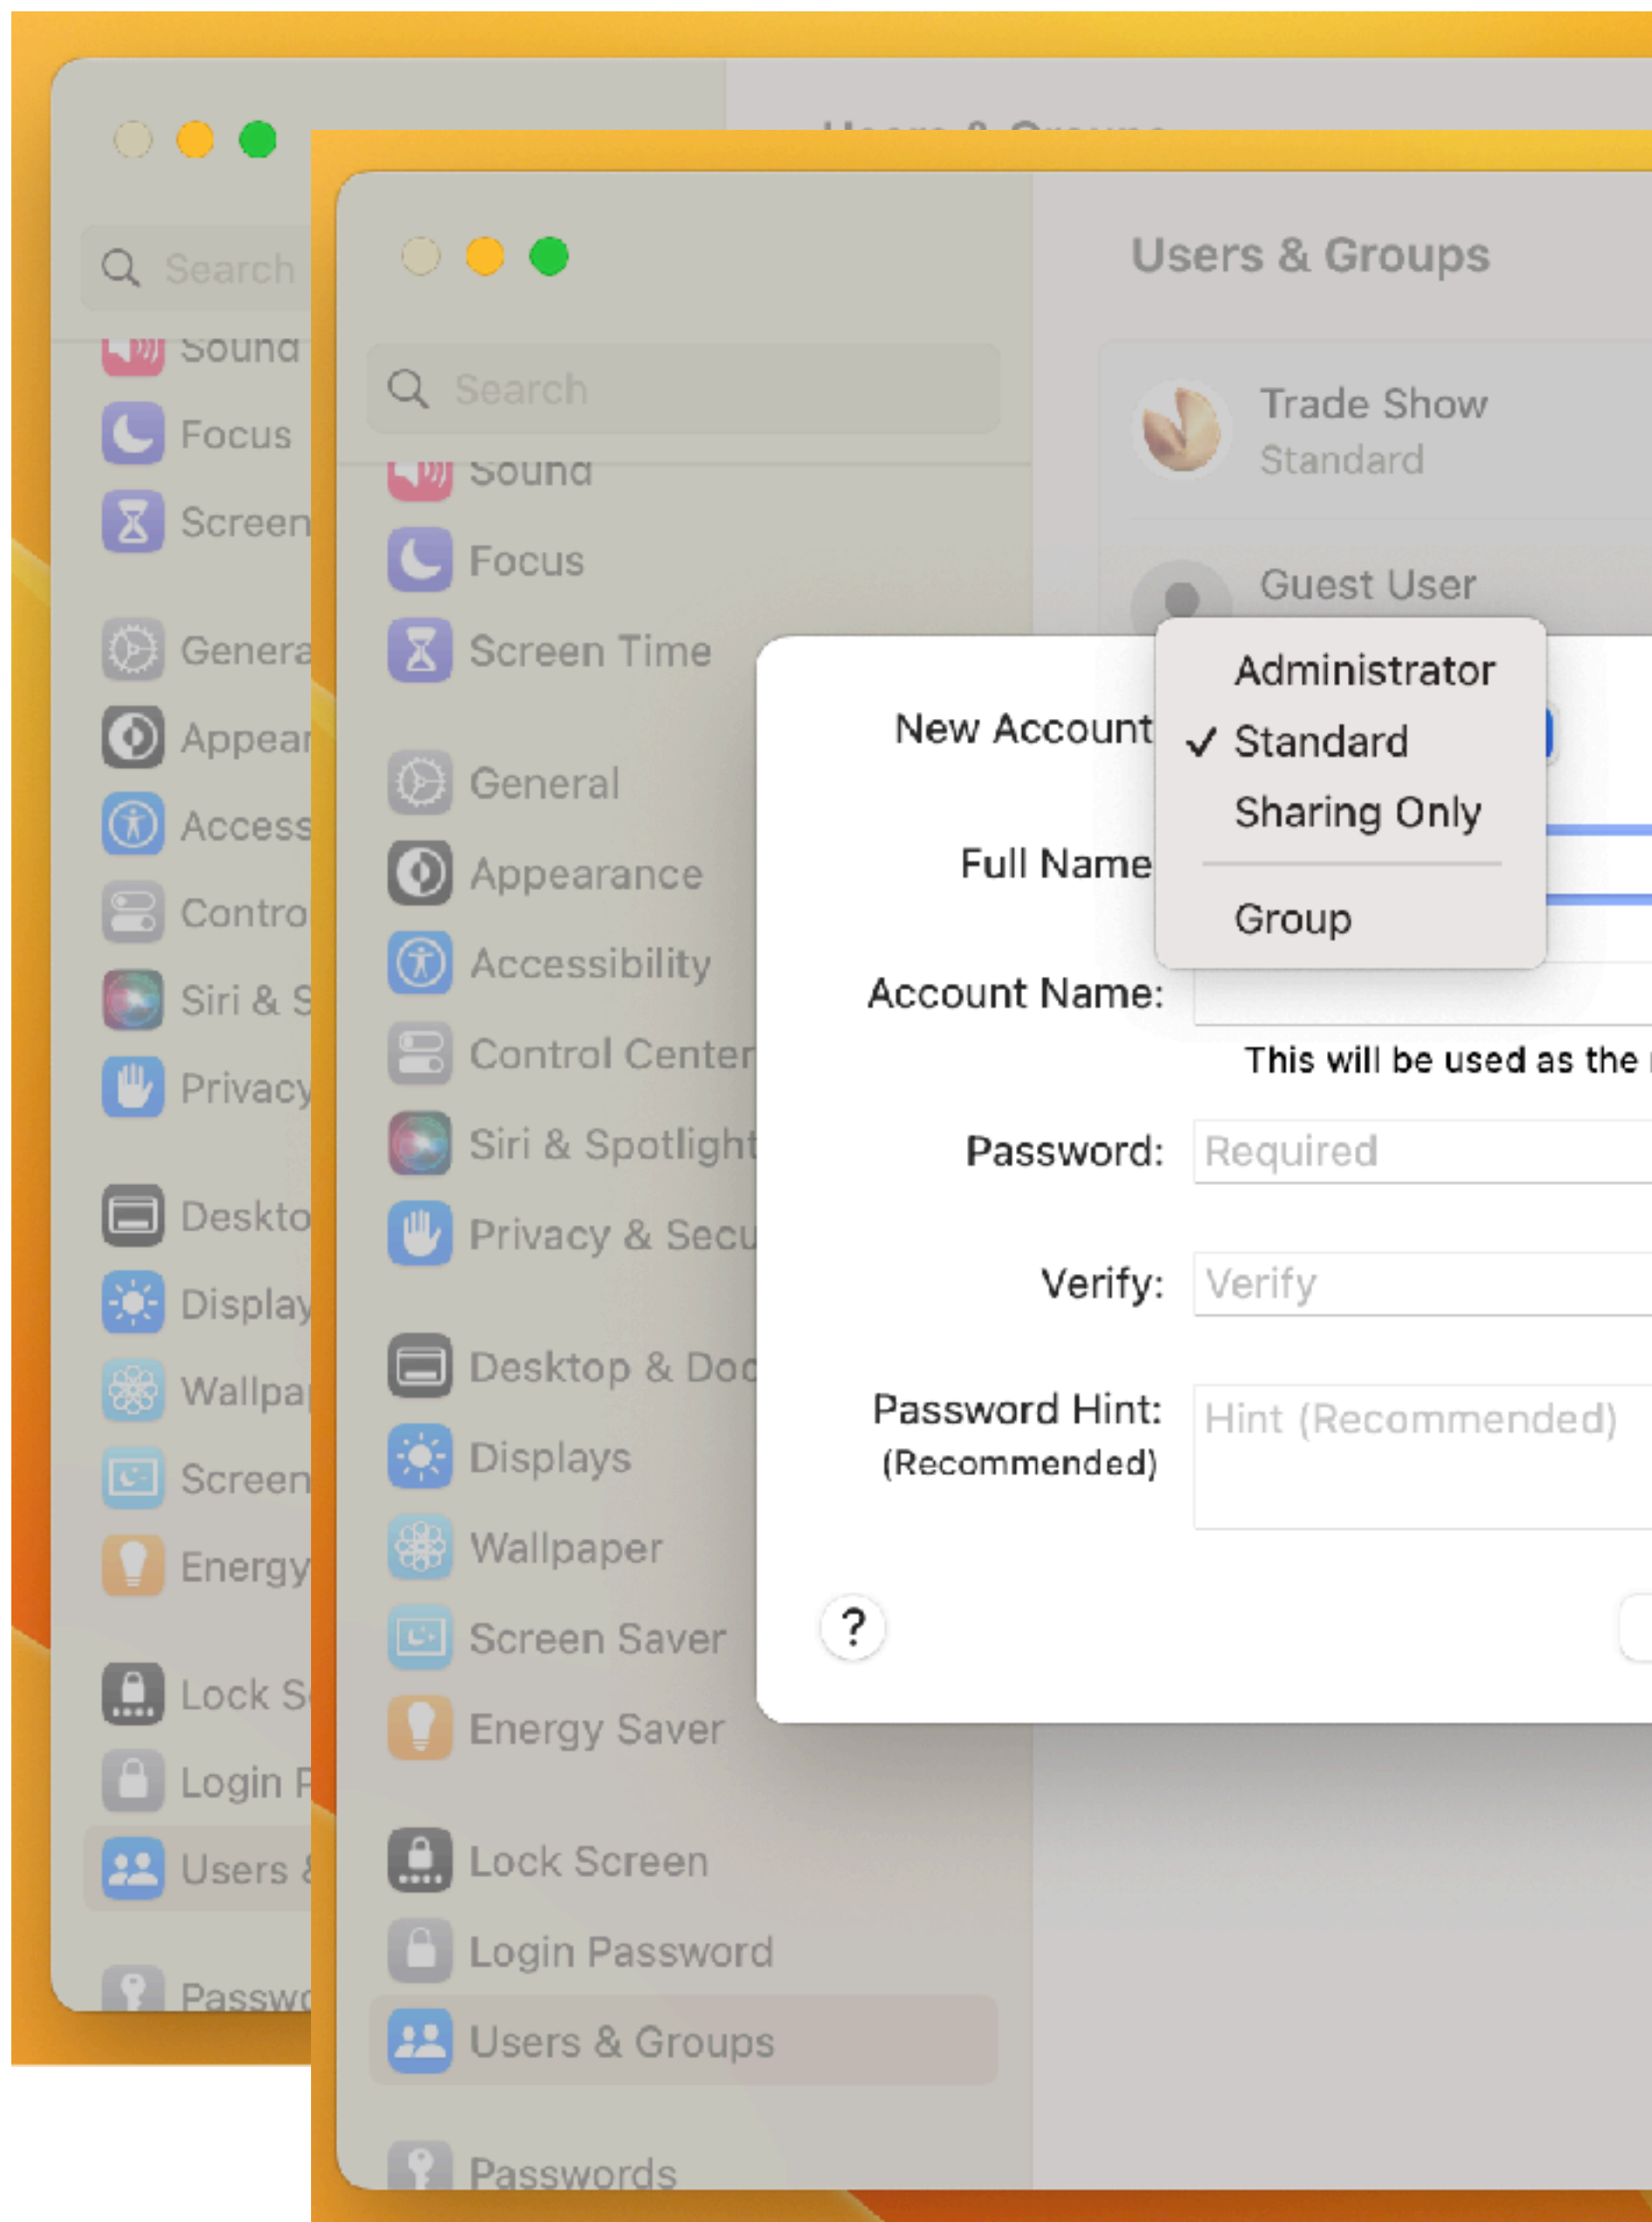 Users & Groups
Search
Sound
Focus
Screen
Genera
Appear
Access
Contro
Siri & S
Privacy
Deskto
Display
Wallpa
Screen
Energy
Lock S
Login P
Users &
Passwo
Users & Groups
Search
Sound
Focus
Screen Time
General
Appearance
Accessibility
Control Center
Siri & Spotlight
Privacy & Secu
Desktop & Doc
Displays
Wallpaper
Screen Saver
Energy Saver
Lock Screen
Login Password
Users & Groups
Passwords
Trade Show
Standard
Guest User
New Account
Administrator
✓ Standard
Sharing Only
Group
Full Name
Account Name:
This will be used as the
Password: Required
Verify: Verify
Password Hint: Hint (Recommended)
(Recommended)
?